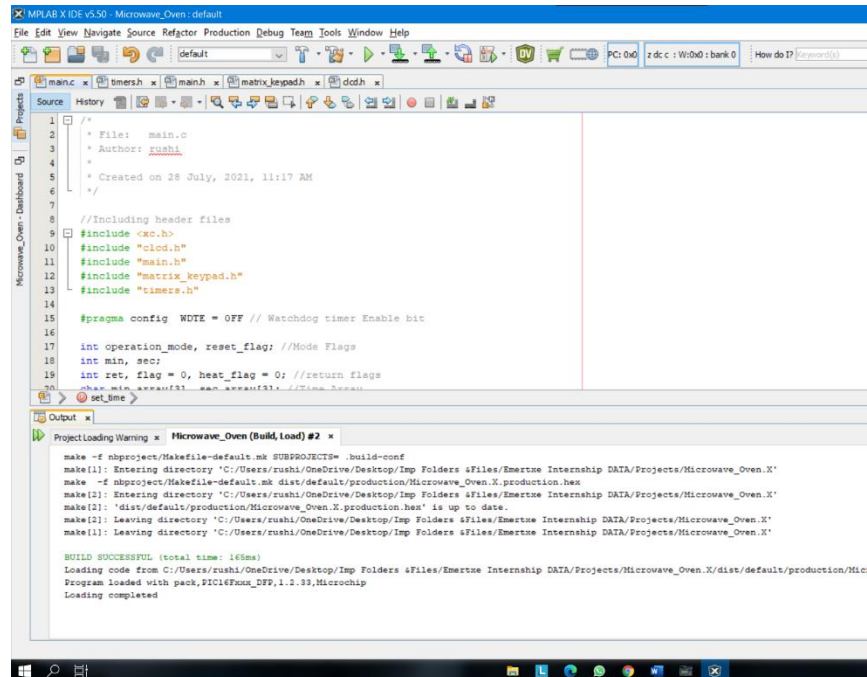 MPLAB X IDE v5.50 - Microwave_Oven : default
File Edit View Navigate Source Refactor Production Debug Team Tools Window Help
default
PC: 0x0 z dc c : W:0x0 : bank 0 How do I? Keyword(s)
main.c timers.h main.h matrix_keypad.h clcd.h
Source History
Projects
Microwave_Oven - Dashboard
1 /*
2 * File: main.c
3 * Author: rushi
4 *
5 * Created on 28 July, 2021, 11:17 AM
6 */
7
8 //Including header files
9 #include <xc.h>
10 #include "clcd.h"
11 #include "main.h"
12 #include "matrix_keypad.h"
13 #include "timers.h"
14
15 #pragma config WDTE = OFF // Watchdog timer Enable bit
16
17 int operation_mode, reset_flag; //Mode Flags
18 int min, sec;
19 int ret, flag = 0, heat_flag = 0; //return flags
20 char min_array[3], sec_array[3]; //Time Array
set_time
Output
Project Loading Warning Microwave_Oven (Build, Load) #2
make -f nbproject/Makefile-default.mk SUBPROJECTS= .build-conf
make[1]: Entering directory 'C:/Users/rushi/OneDrive/Desktop/Imp Folders &Files/Emertxe Internship DATA/Projects/Microwave_Oven.X'
make -f nbproject/Makefile-default.mk dist/default/production/Microwave_Oven.X.production.hex
make[2]: Entering directory 'C:/Users/rushi/OneDrive/Desktop/Imp Folders &Files/Emertxe Internship DATA/Projects/Microwave_Oven.X'
make[2]: 'dist/default/production/Microwave_Oven.X.production.hex' is up to date.
make[2]: Leaving directory 'C:/Users/rushi/OneDrive/Desktop/Imp Folders &Files/Emertxe Internship DATA/Projects/Microwave_Oven.X'
make[1]: Leaving directory 'C:/Users/rushi/OneDrive/Desktop/Imp Folders &Files/Emertxe Internship DATA/Projects/Microwave_Oven.X'
BUILD SUCCESSFUL (total time: 165ms)
Loading code from C:/Users/rushi/OneDrive/Desktop/Imp Folders &Files/Emertxe Internship DATA/Projects/Microwave_Oven.X/dist/default/production/Mic
Program loaded with pack,PIC16Fxxx_DFP,1.2.33,Microchip
Loading completed